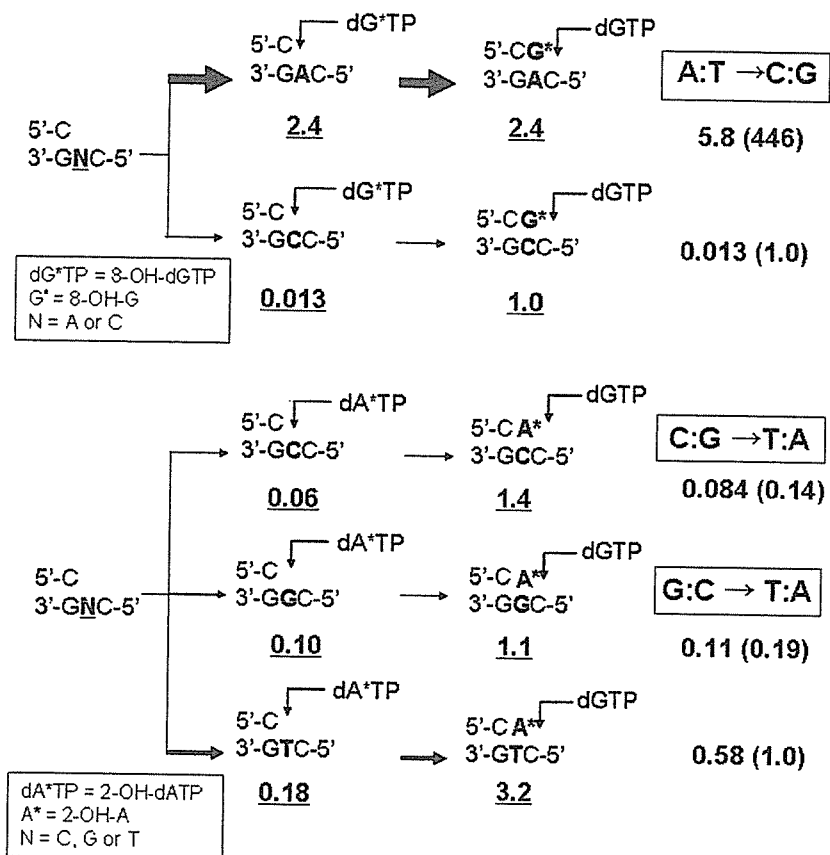 dG*TP
5'-C
3'-GAC-5'
2.4
dGTP
5'-CG*
3'-GAC-5'
2.4
A:T →C:G
5.8 (446)
5'-C
3'-GNC-5'
dG*TP
5'-C
3'-GCC-5'
0.013
dGTP
5'-CG*
3'-GCC-5'
1.0
0.013 (1.0)
dG*TP = 8-OH-dGTP
G* = 8-OH-G
N = A or C
dA*TP
5'-C
3'-GCC-5'
0.06
dGTP
5'-CA*
3'-GCC-5'
1.4
C:G →T:A
0.084 (0.14)
5'-C
3'-GNC-5'
dA*TP
5'-C
3'-GGC-5'
0.10
dGTP
5'-CA*
3'-GGC-5'
1.1
G:C → T:A
0.11 (0.19)
dA*TP
5'-C
3'-GTC-5'
0.18
dGTP
5'-CA*
3'-GTC-5'
3.2
0.58 (1.0)
dA*TP = 2-OH-dATP
A* = 2-OH-A
N = C, G or T